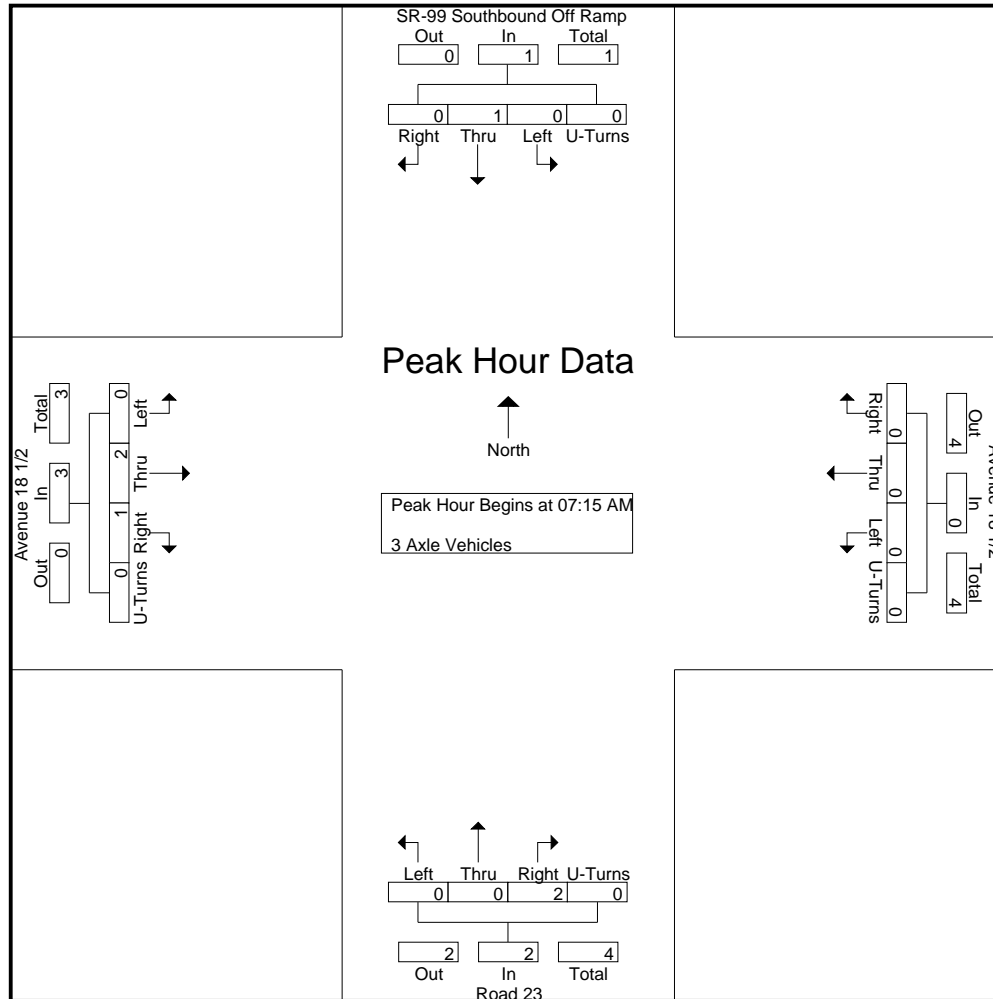 SR-99 Southbound Off Ramp
Out In Total
0 1 1
0 1 0 0
Right Thru Left U-Turns
Peak Hour Data
North
Peak Hour Begins at 07:15 AM
3 Axle Vehicles
Avenue 18 1/2
Out In Total
0 3 3
0 2 1 0
Left Thru Right U-Turns
Out In Total
4 0 4
0 0 0 0
Right Thru Left U-Turns
Left Thru Right U-Turns
0 0 2 0
2 2 4
Out In Total
Road 23